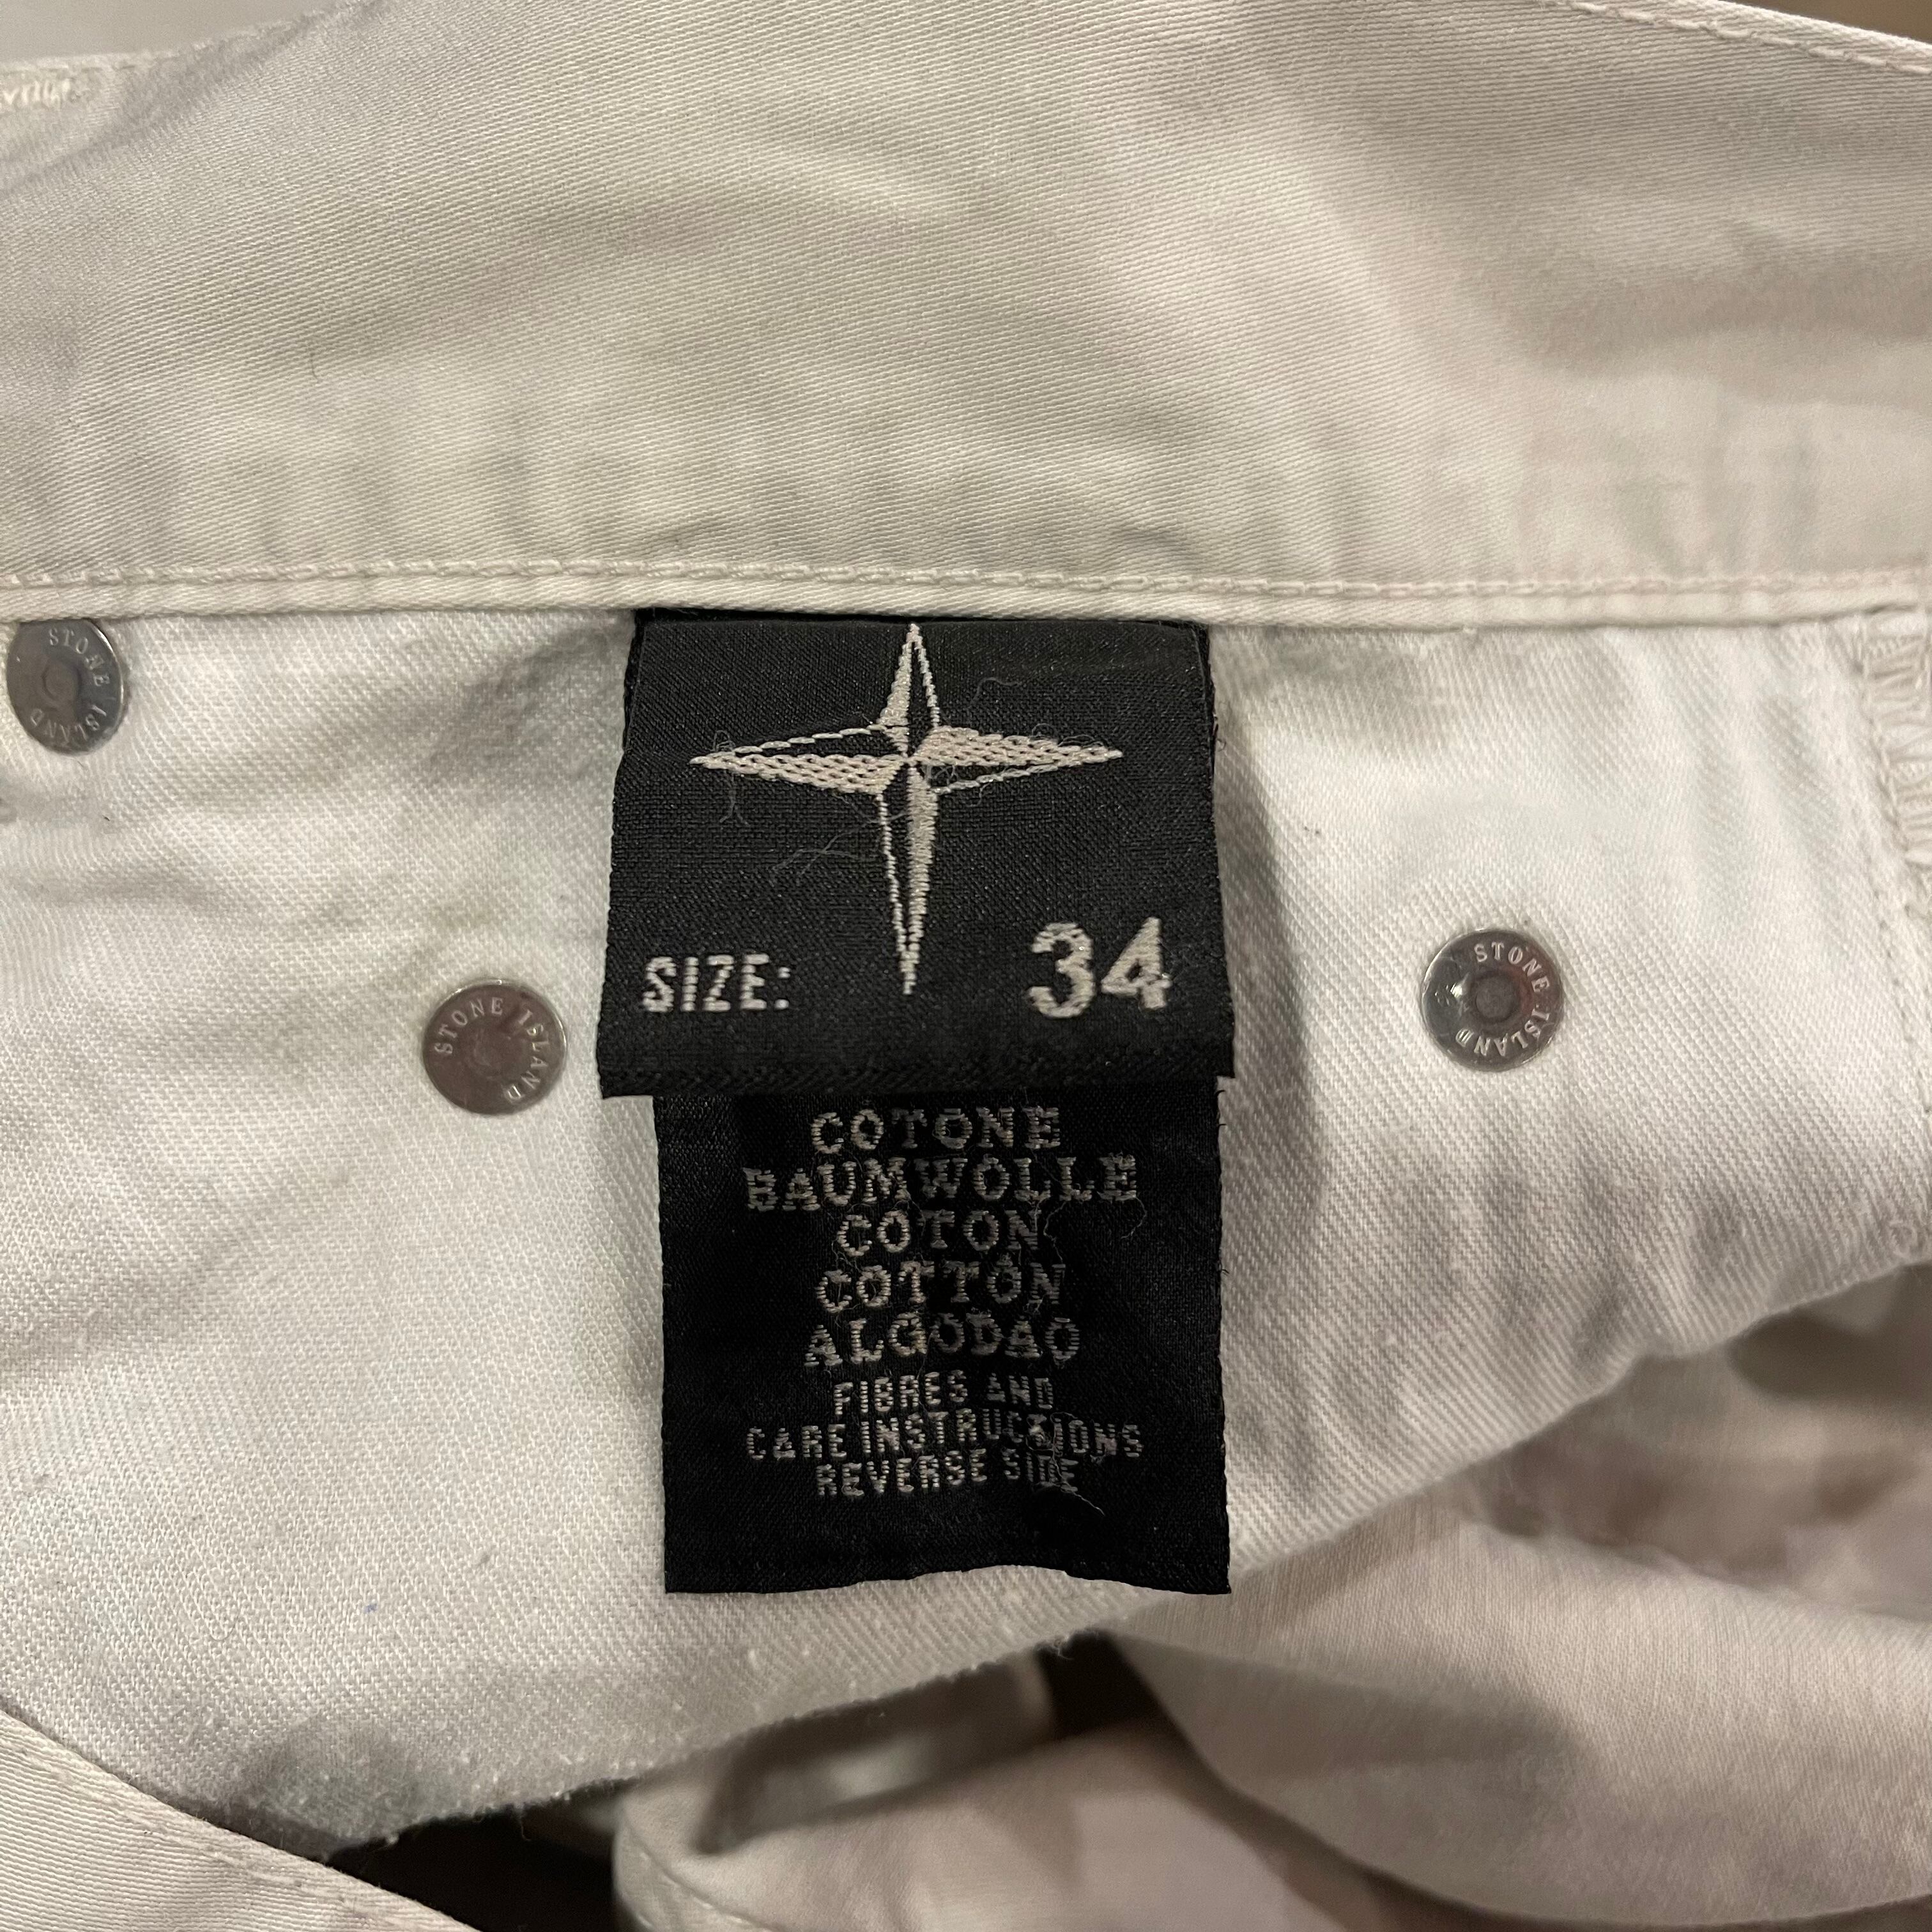 STONE ISLAND
SIZE: 34
STONE ISLAND
STONE ISLAND
COTONE
BAUMWOLLE
COTON
COTTON
ALGODAO
FIBRES AND
CARE INSTRUCTIONS
REVERSE SIDE